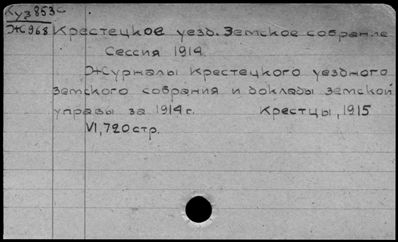 Куз853с
Ж968 Крестецкое уезд. Земское собрание
Сессия 1914
Журналы Крестецкого уездного
земского собрания и доклады земской
управы за 1914 г. Крестцы, 1915
VI, 720 стр.